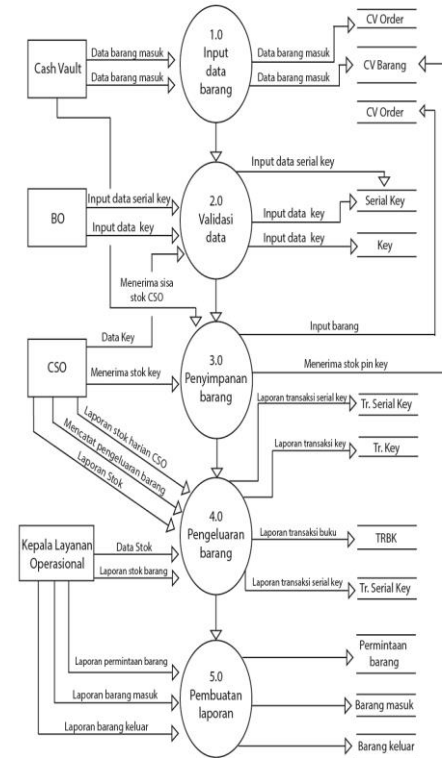 CV Order
1.0
Input
data
barang
Cash Vault
Data barang masuk
Data barang masuk
Data barang masuk
Data barang masuk
CV Barang
CV Order
Input data serial key
BO
Input data serial key
Input data key
2.0
Validasi
data
Input data key
Input data key
Serial Key
Key
Menerima sisa
stok CSO
Data Key
Input barang
CSO
Menerima stok key
3.0
Penyimpanan
barang
Menerima stok pin key
Laporan transaksi serial key
Tr. Serial Key
Laporan stok harian CSO
Mencatat pengeluaran barang
Laporan Stok
Laporan transaksi key
Tr. Key
4.0
Pengeluaran
barang
Kepala Layanan
Operasional
Data Stok
Laporan stok barang
Laporan transaksi buku
TRBK
Laporan transaksi serial key
Tr. Serial Key
Laporan permintaan barang
Laporan barang masuk
Laporan barang keluar
5.0
Pembuatan
laporan
Permintaan
barang
Barang masuk
Barang keluar